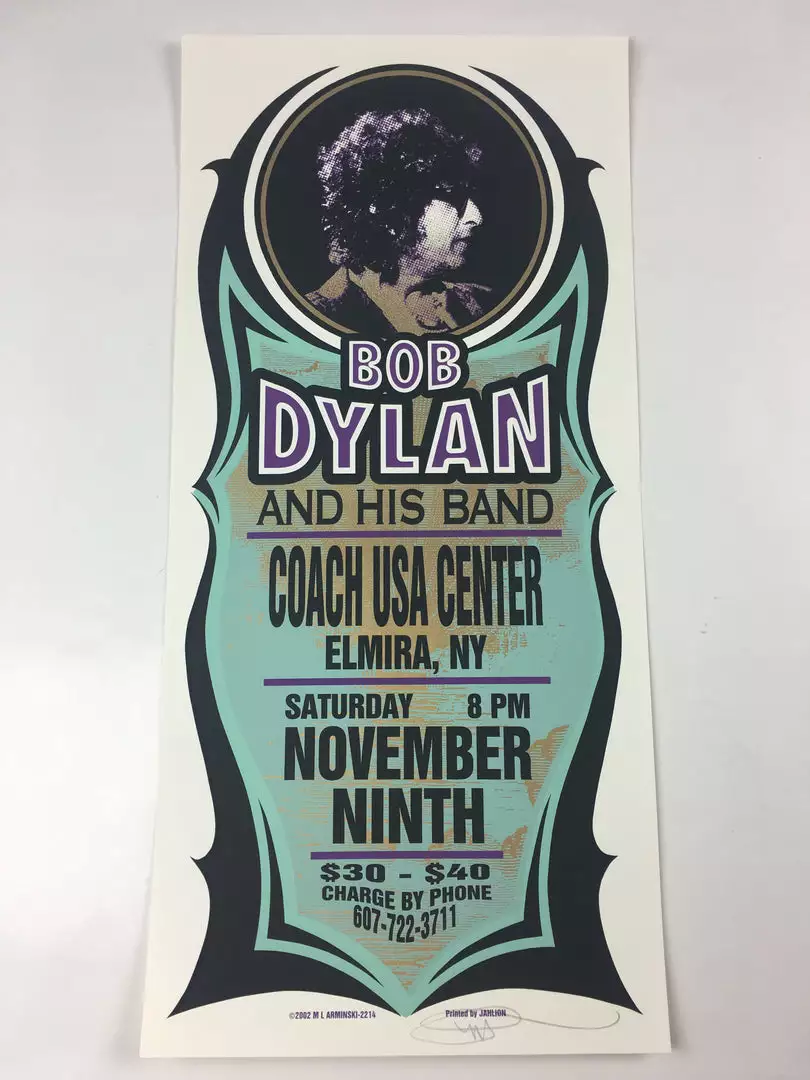 BOB
DYLAN
AND HIS BAND
COACH USA CENTER
ELMIRA, NY
SATURDAY 8 PM
NOVEMBER
NINTH
$30 - $40
CHARGE BY PHONE
607-722-3711
©2002 M L ARMINSKI-2214 Printed by JAHLION